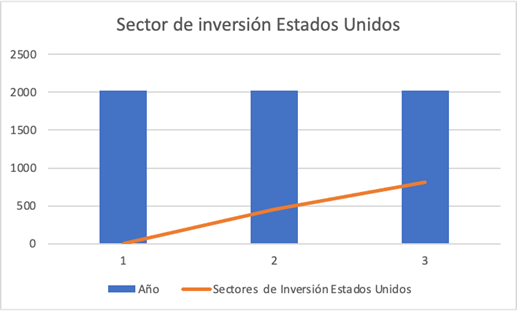 Sector de inversión Estados Unidos
2500
2000
1500
1000
500
0
1 2 3
Año Sectores de Inversión Estados Unidos